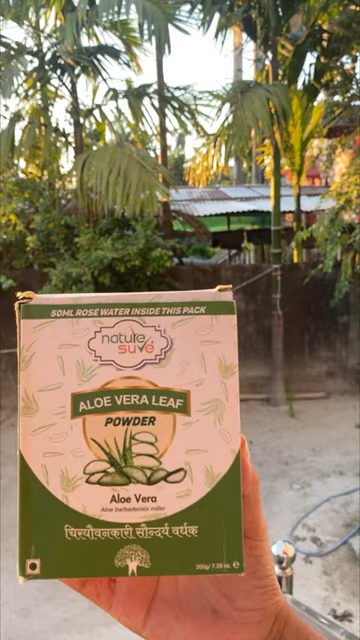 50ML ROSE WATER INSIDE THIS PACK
nature
sure
ALOE VERA LEAF
POWDER
Aloe Vera
Aloe barbadensis miller
चिरयौवनकारी सौन्दर्य वर्धक
200g/ 7.05 oz. e